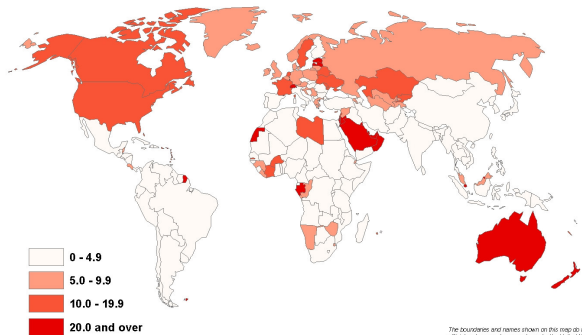 0 - 4.9
5.0 - 9.9
10.0 - 19.9
20.0 and over
The boundaries and names shown on this map do